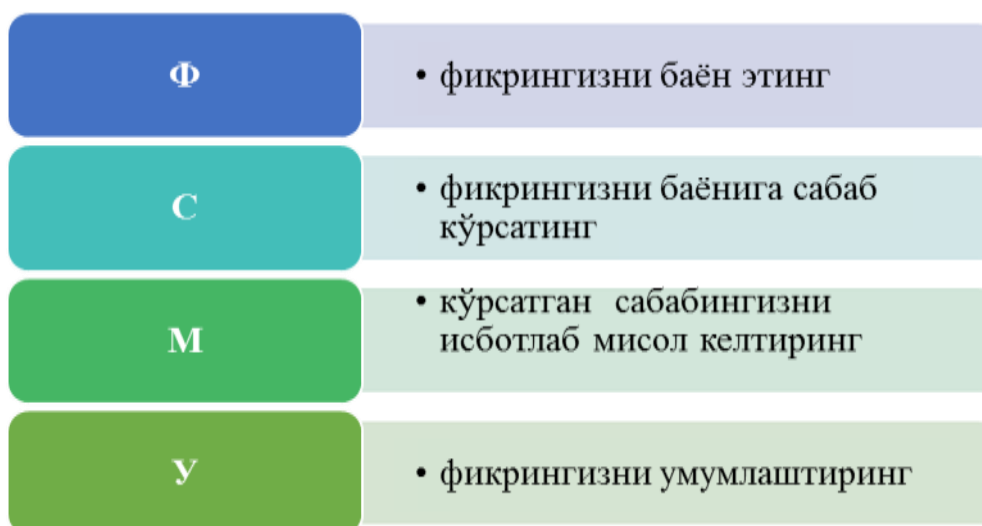 Ф
• фикрингизни баён этинг
С
• фикрингизни баёнига сабаб
кўрсатинг
М
• кўрсатган сабабингизни
исботлаб мисол келтиринг
У
• фикрингизни умумлаштиринг